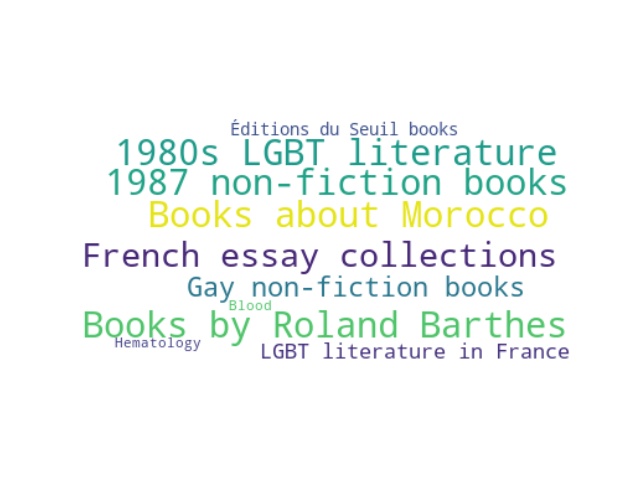 Éditions du Seuil books
1980s LGBT literature
1987 non-fiction books
Books about Morocco
French essay collections
Gay non-fiction books
Blood
Books by Roland Barthes
Hematology
LGBT literature in France